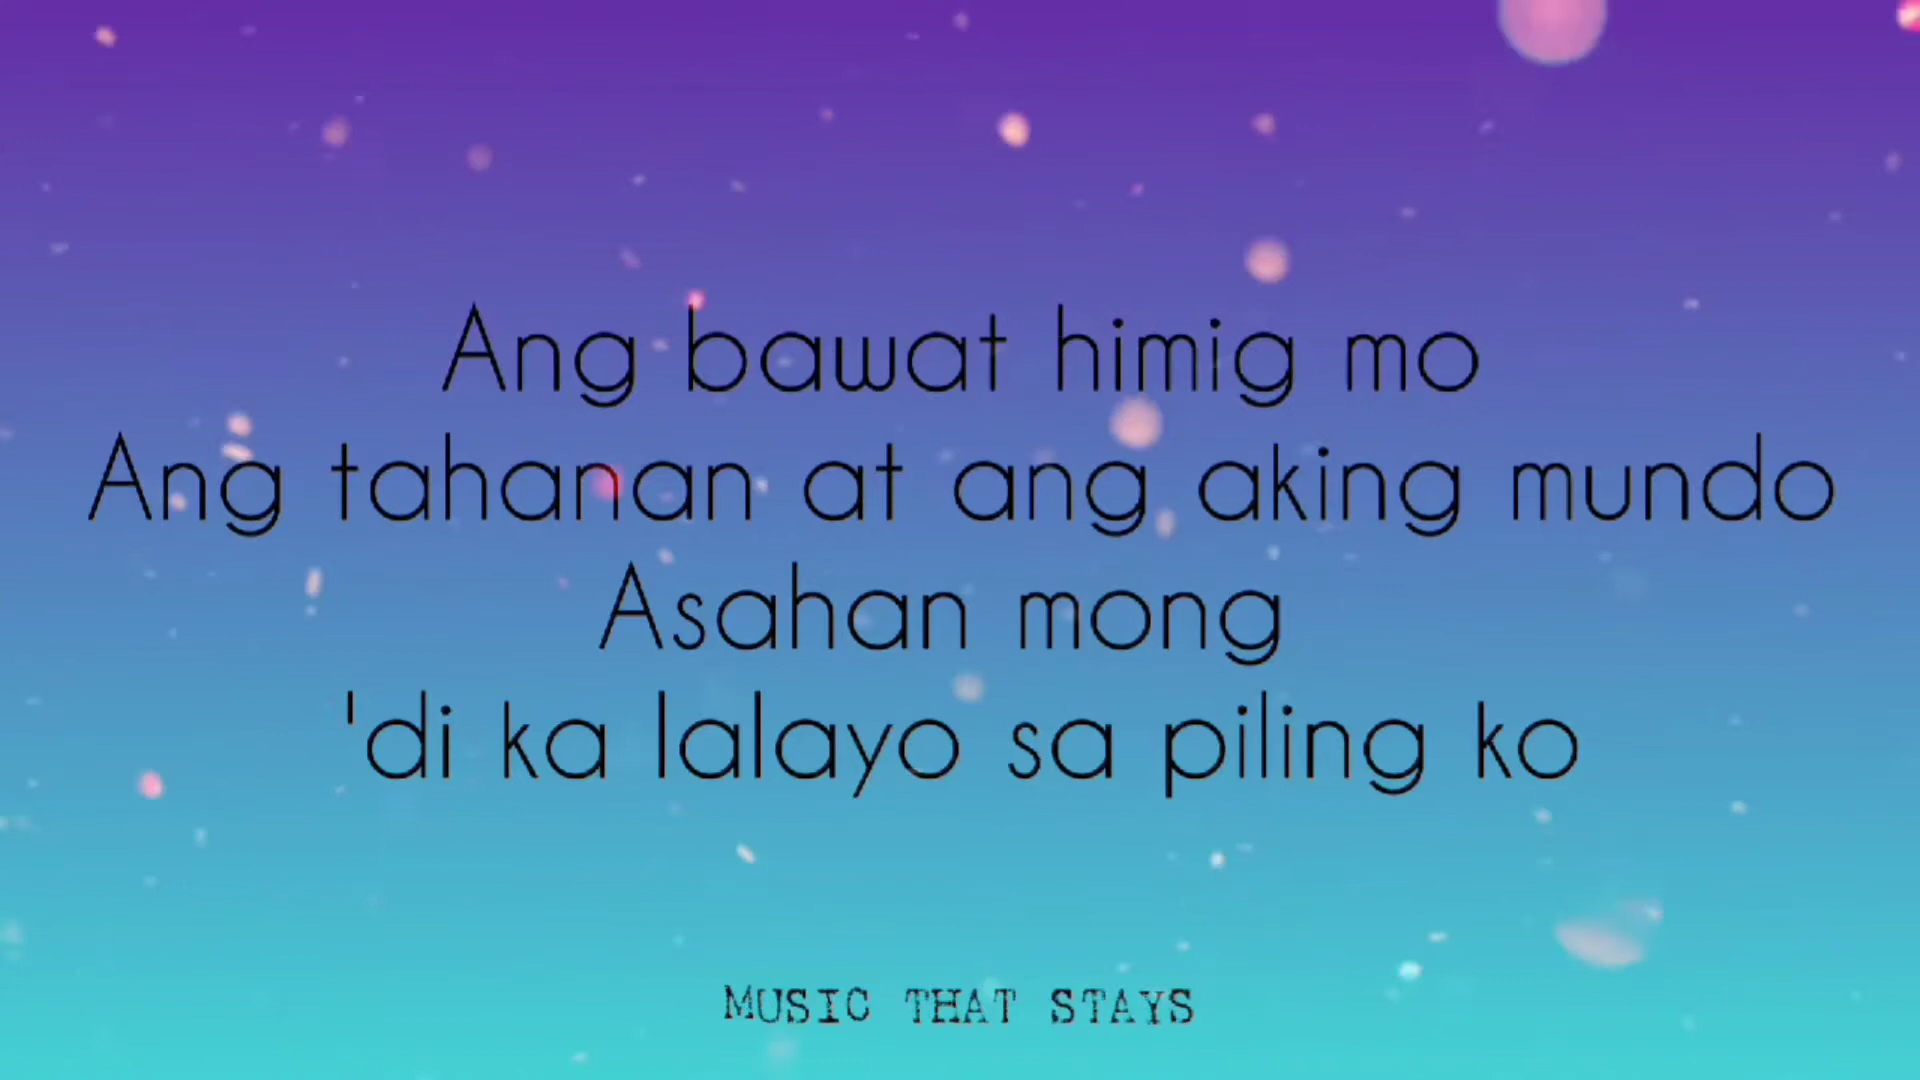 Ang bawat himig mo
Ang tahanan at ang aking mundo
Asahan mong
'di ka lalayo sa piling ko
MUSIC THAT STAYS